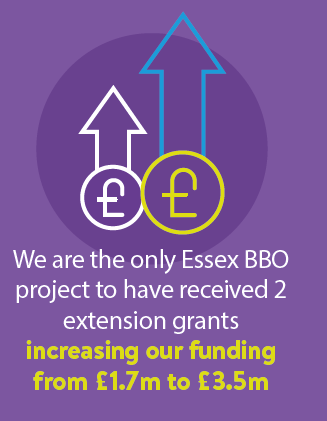 £ £
We are the only Essex BBO
project to have received 2
extension grants
increasing our funding
from £1.7m to £3.5m